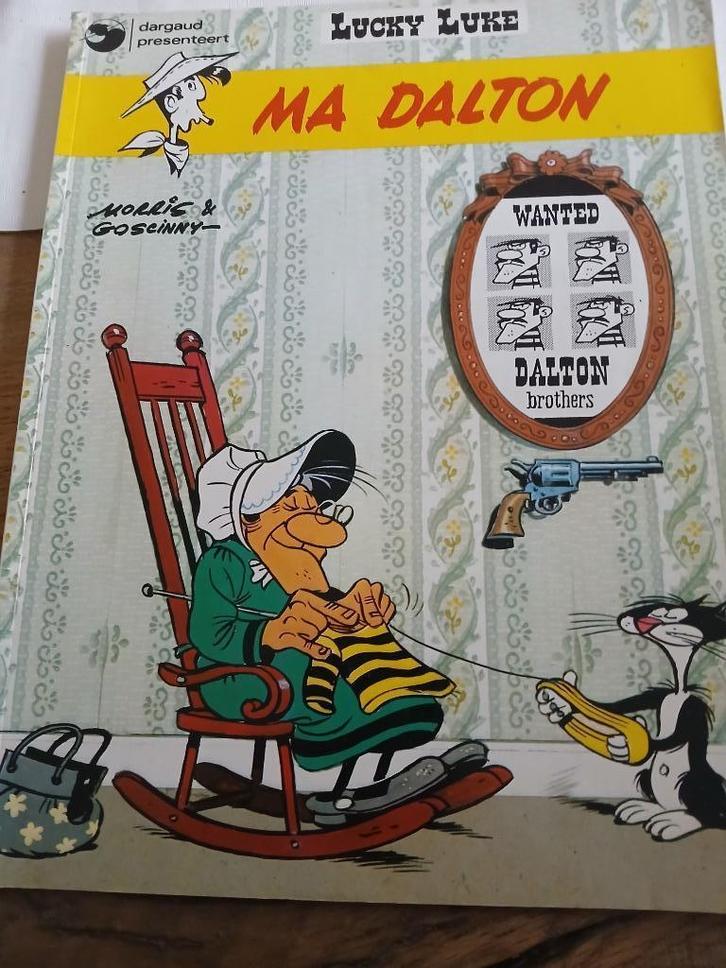 dargaud
presenteert
LUCKY LUKE
MA DALTON
MORRIS &
GOSCINNY
WANTED
DALTON
brothers